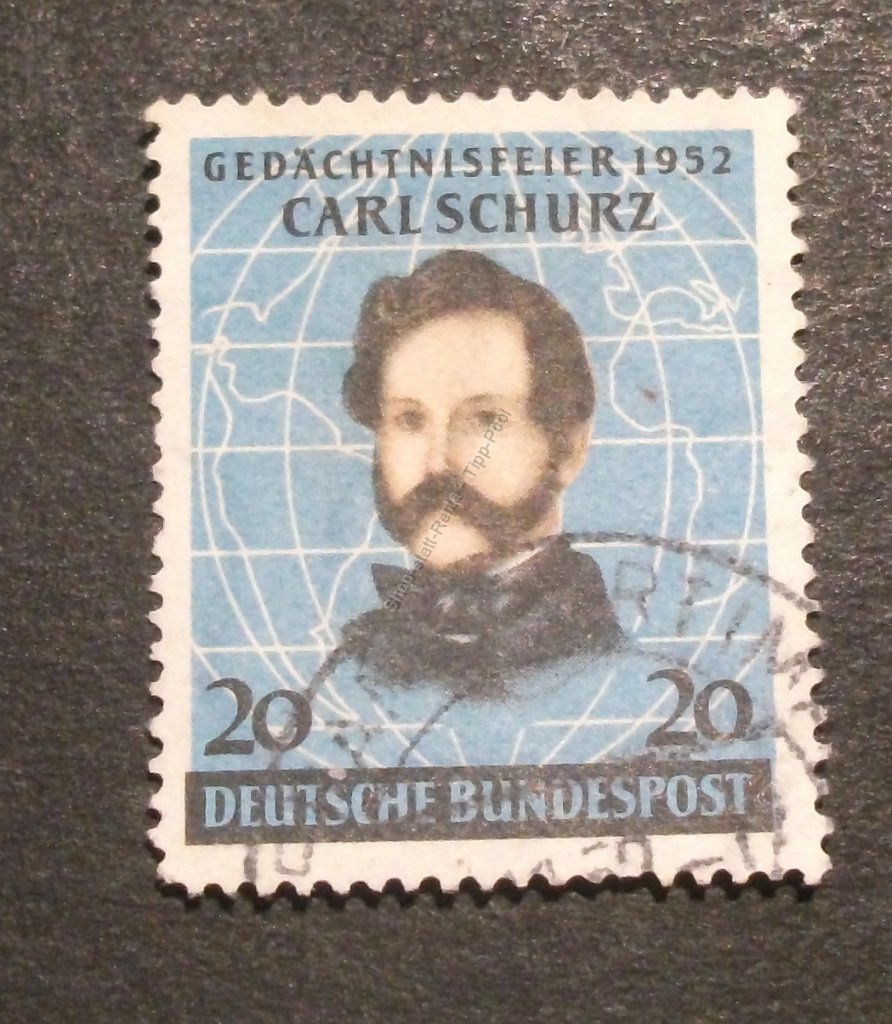 GEDÄCHTNISFEIER 1952
CARL SCHURZ
20 20
DEUTSCHE BUNDESPOST